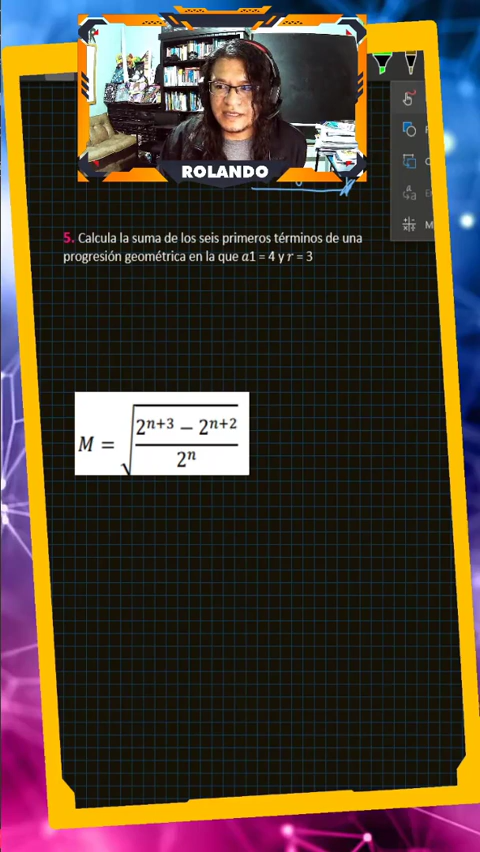 ROLANDO
5. Calcula la suma de los seis primeros términos de una
progresión geométrica en la que a1 = 4 y r = 3
M = √((2^(n+3) − 2^(n+2)) / 2^n)